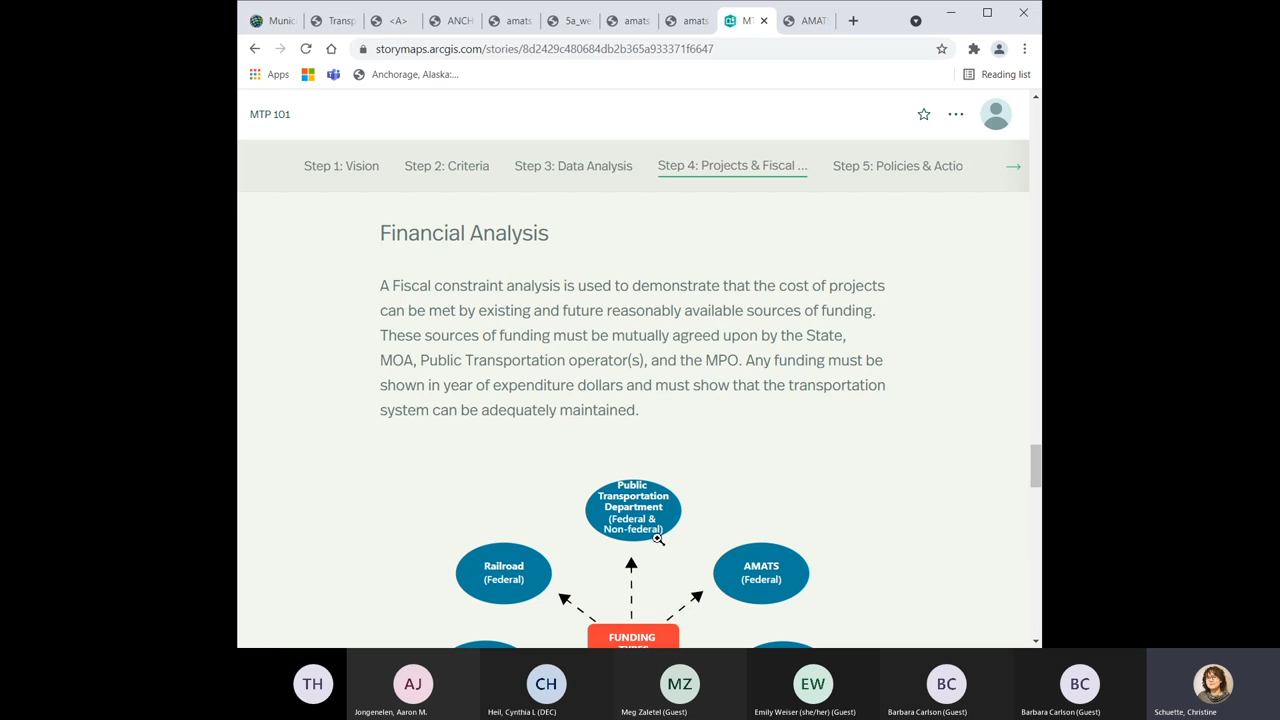 Munic
Transp
<A>
ANCH
amats
5a_we
amats
amats
MT
AMAT
storymaps.arcgis.com/stories/8d2429c480684db2b365a933371f6647
Apps
Anchorage, Alaska:...
Reading list
MTP 101
Step 1: Vision
Step 2: Criteria
Step 3: Data Analysis
Step 4: Projects & Fiscal ...
Step 5: Policies & Actio
Financial Analysis
A Fiscal constraint analysis is used to demonstrate that the cost of projects
can be met by existing and future reasonably available sources of funding.
These sources of funding must be mutually agreed upon by the State,
MOA, Public Transportation operator(s), and the MPO. Any funding must be
shown in year of expenditure dollars and must show that the transportation
system can be adequately maintained.
Public
Transportation
Department
(Federal &
Non-federal)
Railroad
(Federal)
AMATS
(Federal)
FUNDING
TYPES
TH
AJ
CH
MZ
EW
BC
BC
Jongenelen, Aaron M.
Heil, Cynthia L (DEC)
Meg Zaletel (Guest)
Emily Weiser (she/her) (Guest)
Barbara Carlson (Guest)
Barbara Carlson (Guest)
Schuette, Christine